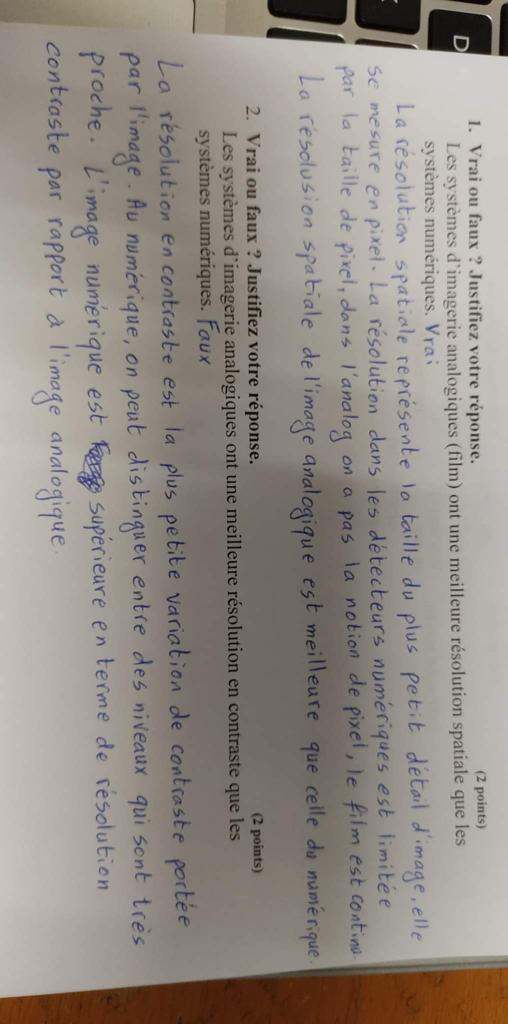 D
1. Vrai ou faux ? Justifiez votre réponse. (2 points)
Les systèmes d'imagerie analogiques (film) ont une meilleure résolution spatiale que les
systèmes numériques. Vrai
La résolution spatiale représente la taille du plus petit détail d'image, elle
se mesure en pixel. La résolution dans les détecteurs numériques est limitée
par la taille de pixel, dans l'analog on a pas la notion de pixel, le film est continu.
La résolusion spatiale de l'image analogique est meilleure que celle du numérique.
2. Vrai ou faux ? Justifiez votre réponse. (2 points)
Les systèmes d'imagerie analogiques ont une meilleure résolution en contraste que les
systèmes numériques. Faux
La résolution en contraste est la plus petite variation de contraste portée
par l'image. Au numérique, on peut distinguer entre des niveaux qui sont très
proche. L'image numérique est supérieure en terme de résolution
contraste par rapport à l'image analogique.